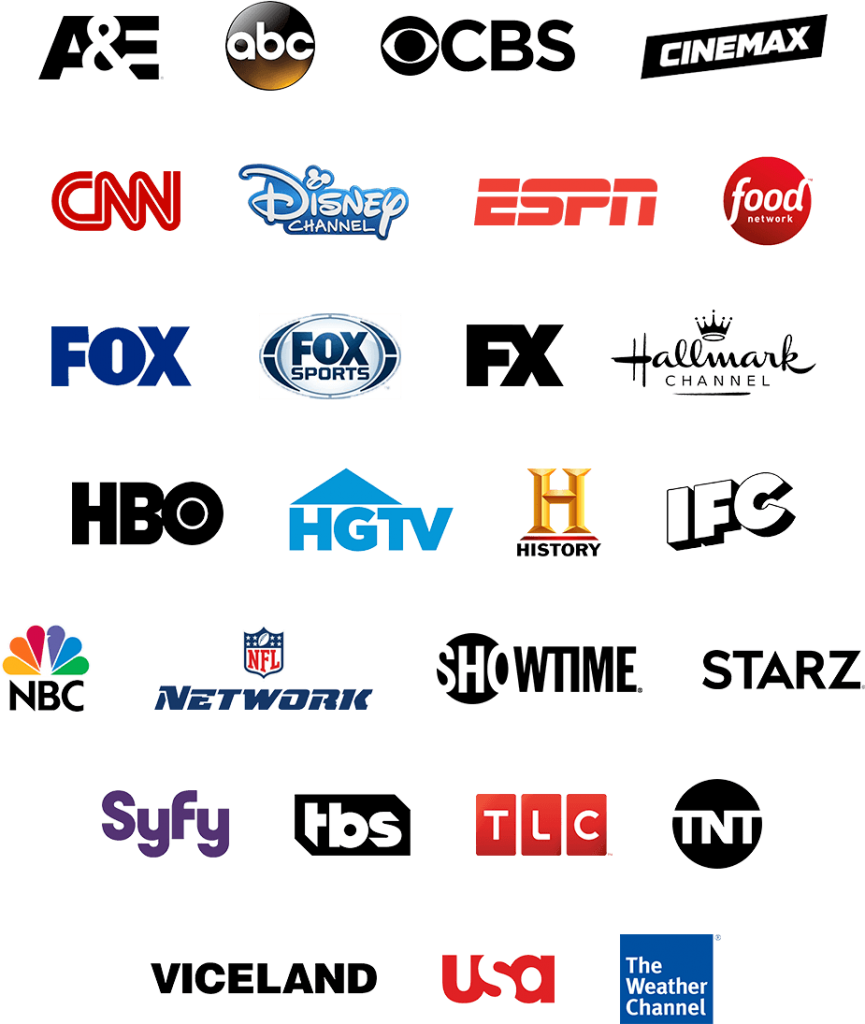 A&E
abc
CBS
CINEMAX
CNN
DISNEY
CHANNEL
ESPN
food
network
FOX
FOX
SPORTS
FX
Hallmark
CHANNEL
HBO
HGTV
H
HISTORY
IFC
NBC
NFL
NETWORK
SHOWTIME
STARZ
Syfy
tbs
TLC
TNT
VICELAND
usa
The
Weather
Channel